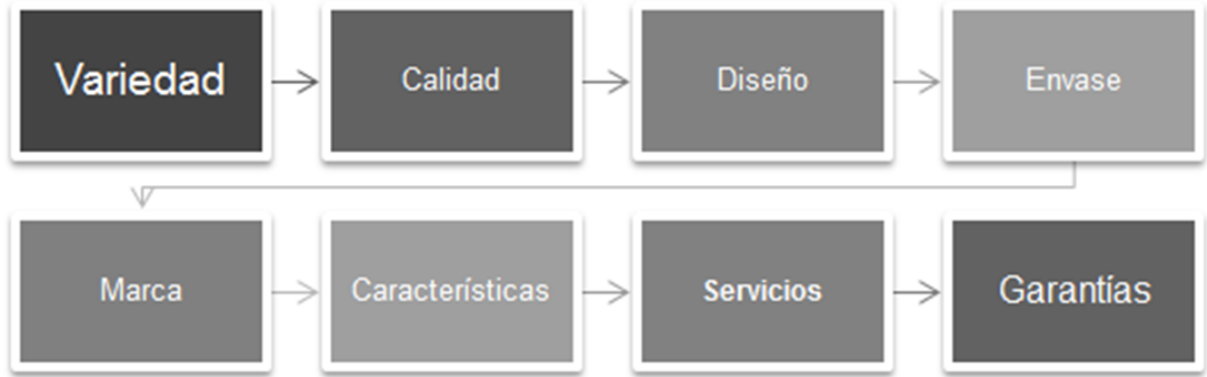 Variedad
Calidad
Diseño
Envase
Marca
Características
Servicios
Garantías